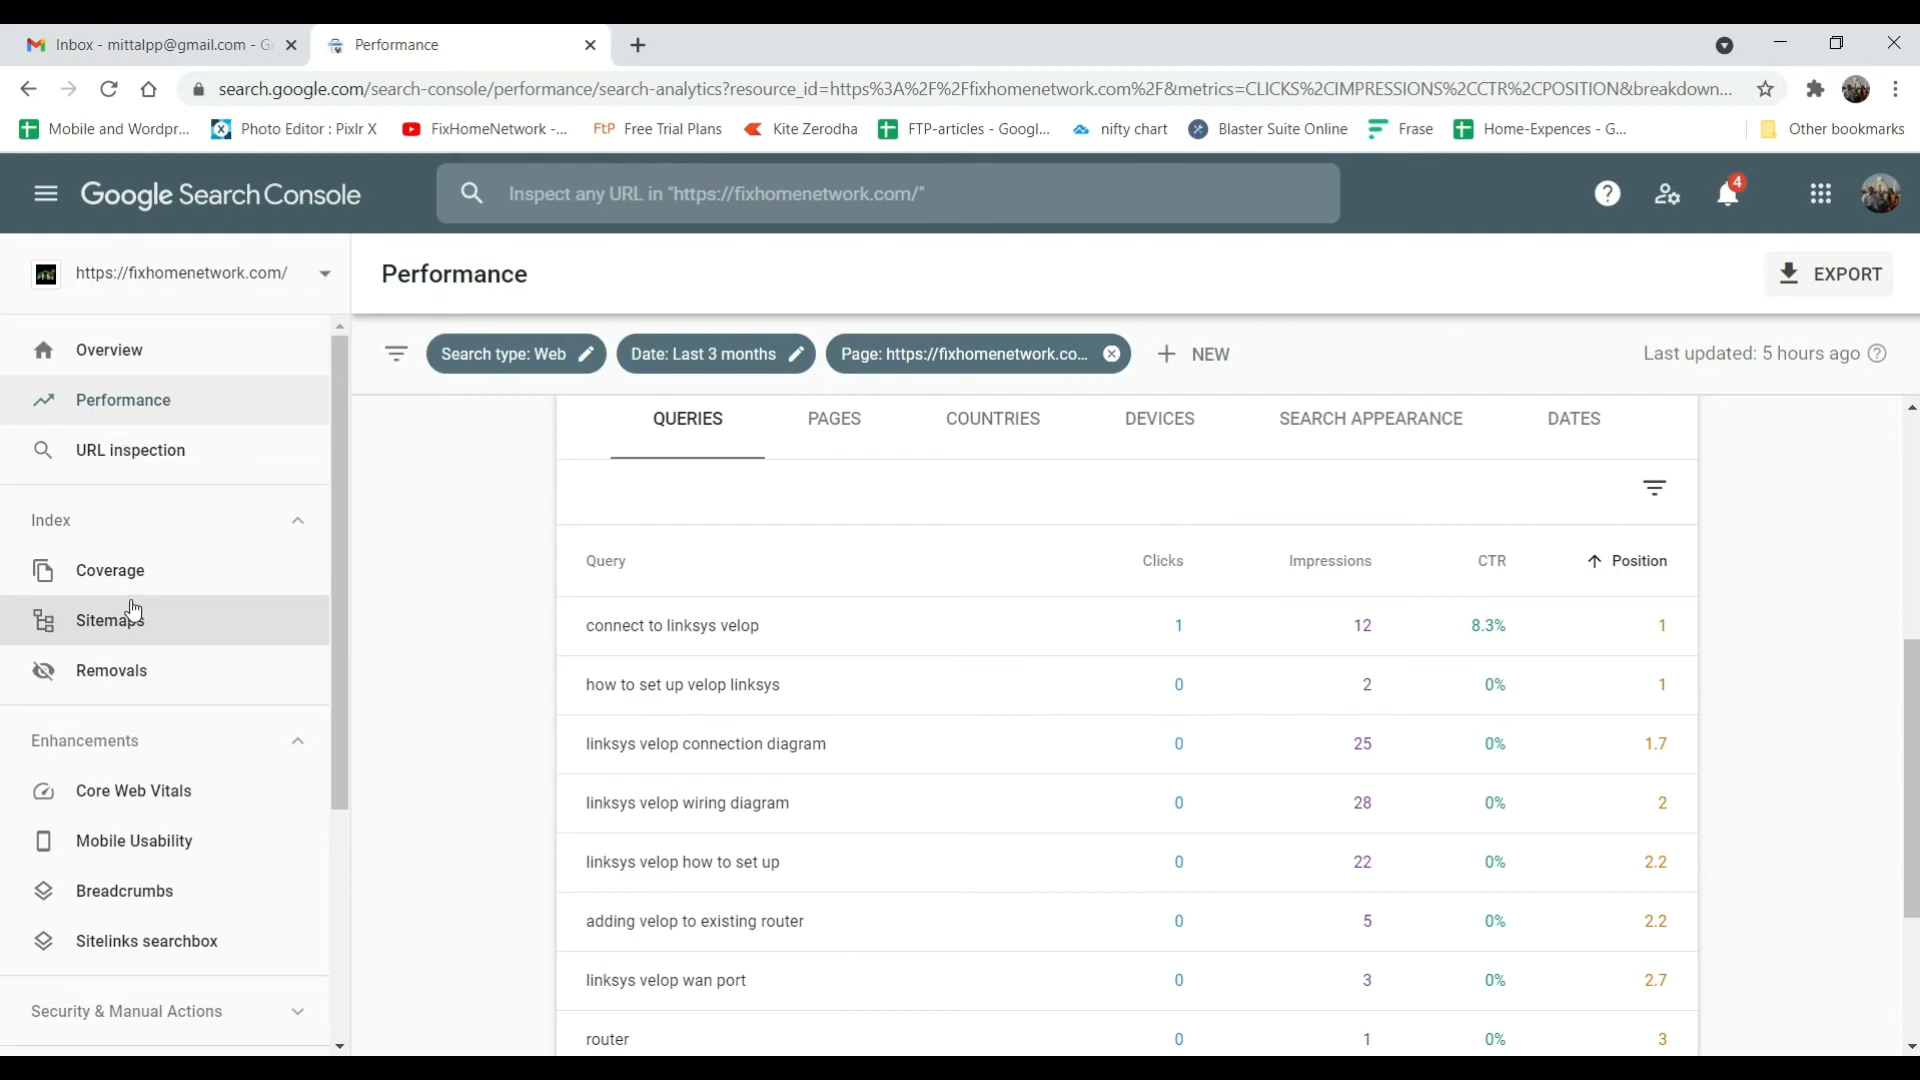 Inbox - mittalpp@gmail.com - G
Performance
search.google.com/search-console/performance/search-analytics?resource_id=https%3A%2F%2Ffixhomenetwork.com%2F&metrics=CLICKS%2CIMPRESSIONS%2CCTR%2CPOSITION&breakdown...
Mobile and Wordpr...
Photo Editor : Pixlr X
FixHomeNetwork -...
FtP Free Trial Plans
Kite Zerodha
FTP-articles - Googl...
nifty chart
Blaster Suite Online
Frase
Home-Expences - G...
Other bookmarks
Google Search Console
Inspect any URL in "https://fixhomenetwork.com/"
4
https://fixhomenetwork.com/
Performance
EXPORT
Search type: Web
Date: Last 3 months
Page: https://fixhomenetwork.co...
NEW
Last updated: 5 hours ago
Overview
Performance
URL inspection
Index
Coverage
Sitemaps
Removals
Enhancements
Core Web Vitals
Mobile Usability
Breadcrumbs
Sitelinks searchbox
Security & Manual Actions
QUERIES PAGES COUNTRIES DEVICES SEARCH APPEARANCE DATES
Query Clicks Impressions CTR Position
connect to linksys velop 1 12 8.3% 1
how to set up velop linksys 0 2 0% 1
linksys velop connection diagram 0 25 0% 1.7
linksys velop wiring diagram 0 28 0% 2
linksys velop how to set up 0 22 0% 2.2
adding velop to existing router 0 5 0% 2.2
linksys velop wan port 0 3 0% 2.7
router 0 1 0% 3